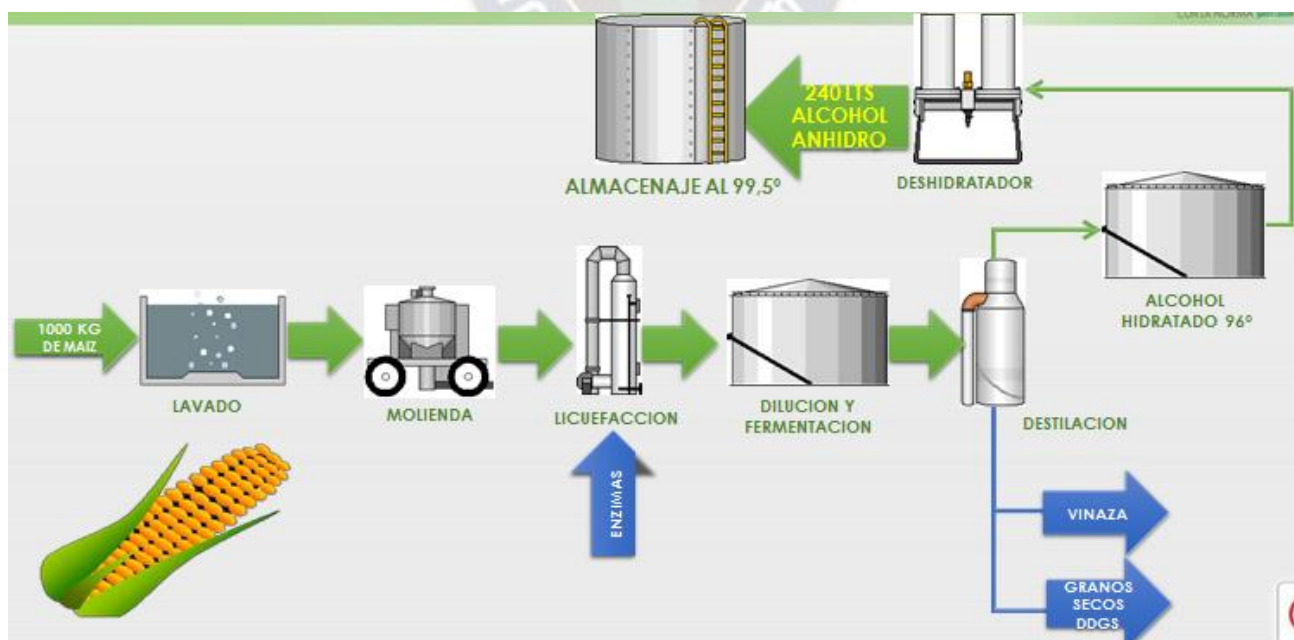 240 LTS
ALCOHOL
ANHIDRO
ALMACENAJE AL 99,5º
DESHIDRATADOR
ALCOHOL
HIDRATADO 96º
1000 KG
DE MAIZ
LAVADO
MOLIENDA
LICUEFACCION
DILUCION Y
FERMENTACION
DESTILACION
ENZIMAS
VINAZA
GRANOS
SECOS
DDGS